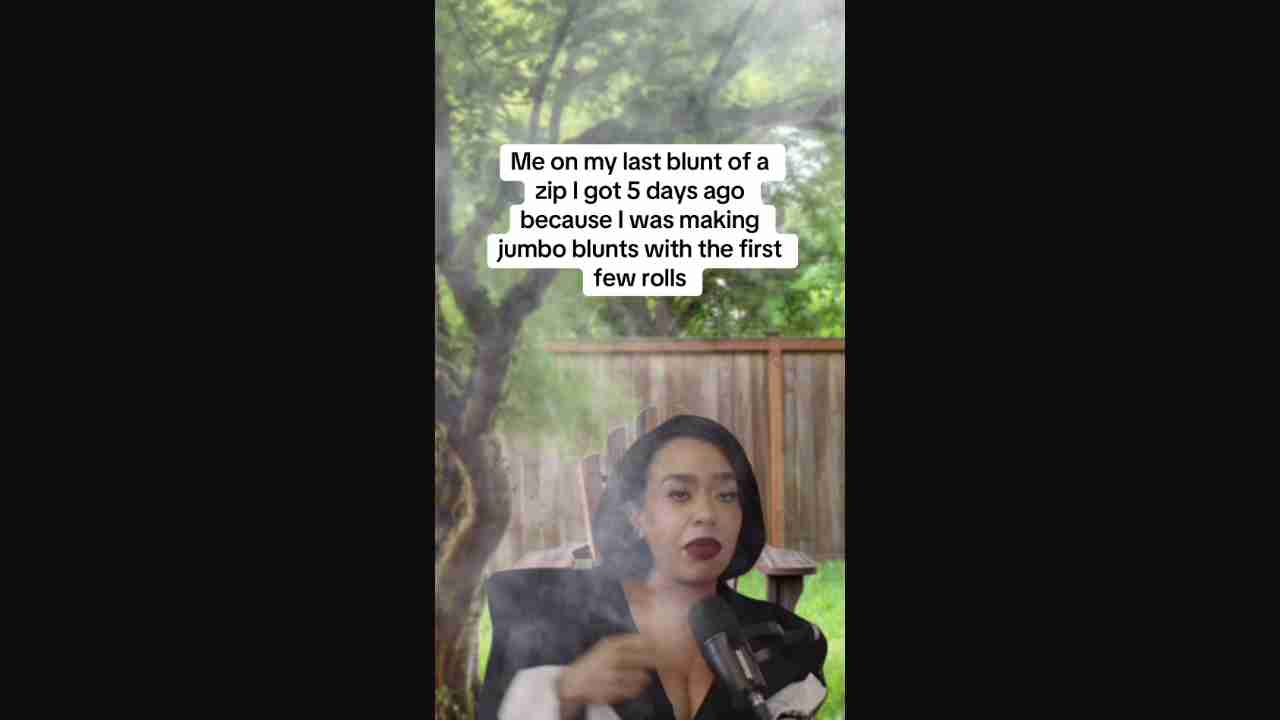 Me on my last blunt of a
zip I got 5 days ago
because I was making
jumbo blunts with the first
few rolls